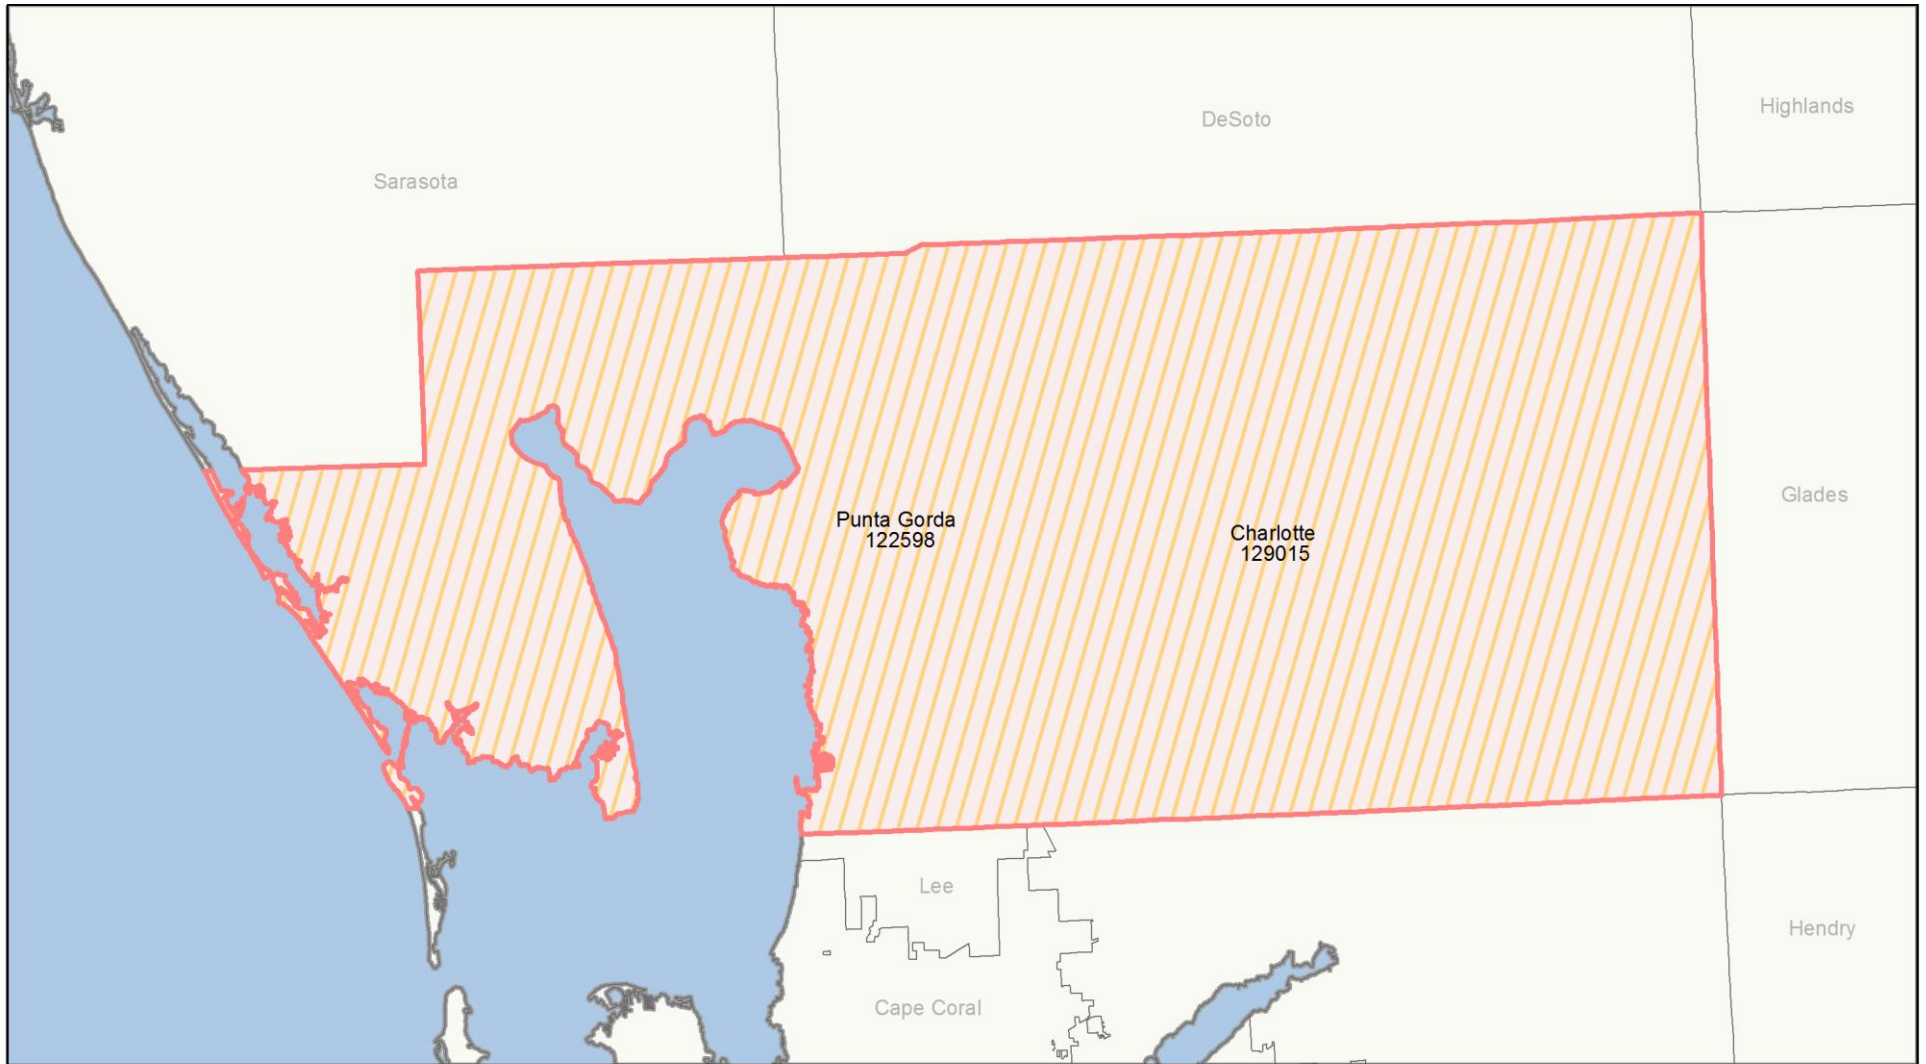 Highlands
DeSoto
Sarasota
Glades
Punta Gorda
122598
Charlotte
129015
Lee
Hendry
Cape Coral